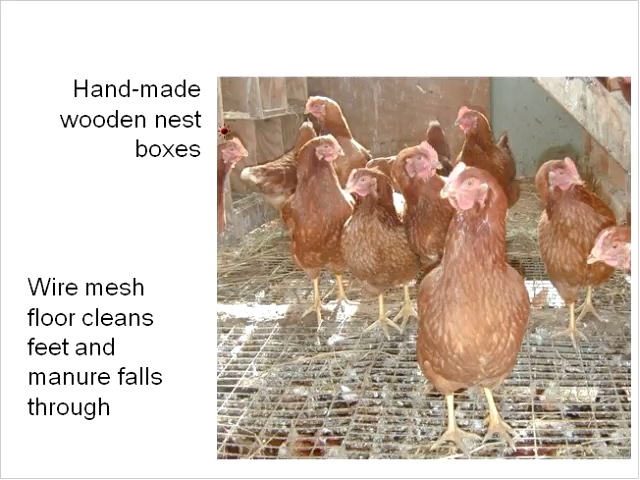 Hand-made
wooden nest
boxes
Wire mesh
floor cleans
feet and
manure falls
through